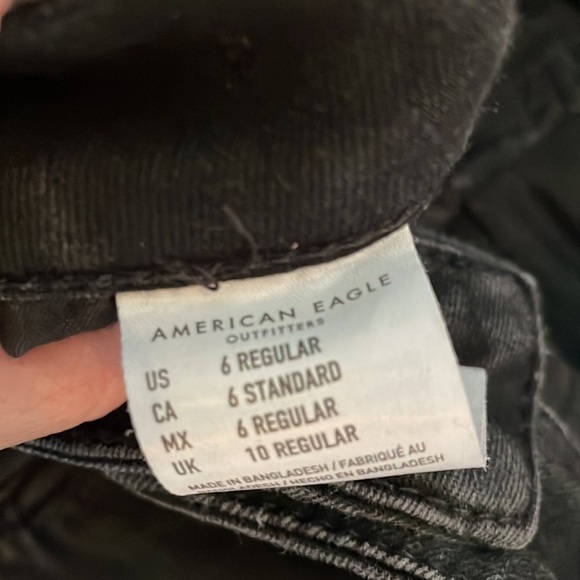 AMERICAN EAGLE
OUTFITTERS
US 6 REGULAR
CA 6 STANDARD
MX 6 REGULAR
UK 10 REGULAR
MADE IN BANGLADESH / FABRIQUÉ AU
BANGLADESH / HECHO EN BANGLADESH